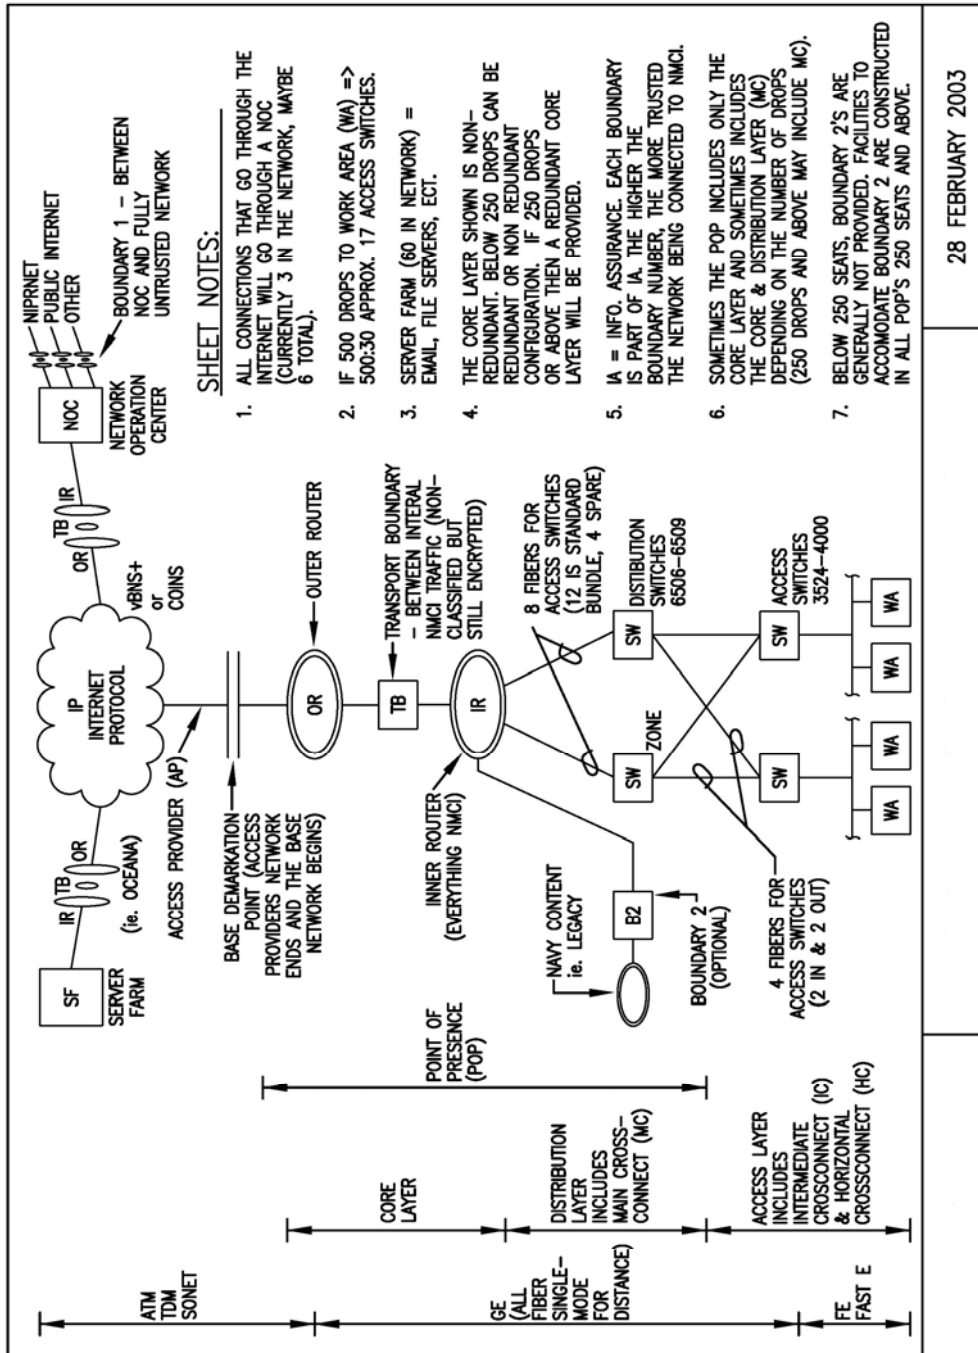 NIPRNET
PUBLIC INTERNET
OTHER
BOUNDARY 1 – BETWEEN
NOC AND FULLY
UNTRUSTED NETWORK
NOC
NETWORK
OPERATION
CENTER
IR
TB
OR
vBNS+
or
COINS
IP
INTERNET
PROTOCOL
OR
TB
IR
(ie. OCEANA)
SF
SERVER
FARM
ACCESS PROVIDER (AP)
BASE DEMARKATION
POINT (ACCESS
PROVIDERS NETWORK
ENDS AND THE BASE
NETWORK BEGINS)
OR
OUTER ROUTER
TB
TRANSPORT BOUNDARY
– BETWEEN INTERAL
NMCI TRAFFIC (NON–
CLASSIFIED BUT
STILL ENCRYPTED)
IR
INNER ROUTER
(EVERYTHING NMCI)
8 FIBERS FOR
ACCESS SWITCHES
(12 IS STANDARD
BUNDLE, 4 SPARE)
NAVY CONTENT
ie. LEGACY
B2
BOUNDARY 2
(OPTIONAL)
SW
ZONE
SW
DISTIBUTION
SWITCHES
6506–6509
4 FIBERS FOR
ACCESS SWITCHES
(2 IN & 2 OUT)
SW
SW
ACCESS
SWITCHES
3524–4000
WA
WA
WA
WA
POINT OF
PRESENCE
(POP)
CORE
LAYER
DISTRIBUTION
LAYER
INCLUDES
MAIN CROSS–
CONNECT (MC)
ACCESS LAYER
INCLUDES
INTERMEDIATE
CROSCONNECT (IC)
& HORIZONTAL
CROSSCONNECT (HC)
ATM
TDM
SONET
GE
(ALL
FIBER
SINGLE–
MODE
FOR
DISTANCE)
FE
FAST E
SHEET NOTES:
1. ALL CONNECTIONS THAT GO THROUGH THE
INTERNET WILL GO THROUGH A NOC
(CURRENTLY 3 IN THE NETWORK, MAYBE
6 TOTAL).
2. IF 500 DROPS TO WORK AREA (WA) =>
500:30 APPROX. 17 ACCESS SWITCHES.
3. SERVER FARM (60 IN NETWORK) =
EMAIL, FILE SERVERS, ECT.
4. THE CORE LAYER SHOWN IS NON–
REDUNDANT. BELOW 250 DROPS CAN BE
REDUNDANT OR NON REDUNDANT
CONFIGURATION. IF 250 DROPS
OR ABOVE THEN A REDUNDANT CORE
LAYER WILL BE PROVIDED.
5. IA = INFO. ASSURANCE. EACH BOUNDARY
IS PART OF IA. THE HIGHER THE
BOUNDARY NUMBER, THE MORE TRUSTED
THE NETWORK BEING CONNECTED TO NMCI.
6. SOMETIMES THE POP INCLUDES ONLY THE
CORE LAYER AND SOMETIMES INCLUDES
THE CORE & DISTRIBUTION LAYER (MC)
DEPENDING ON THE NUMBER OF DROPS
(250 DROPS AND ABOVE MAY INCLUDE MC).
7. BELOW 250 SEATS, BOUNDARY 2'S ARE
GENERALLY NOT PROVIDED. FACILITIES TO
ACCOMODATE BOUNDARY 2 ARE CONSTRUCTED
IN ALL POP'S 250 SEATS AND ABOVE.
28 FEBRUARY 2003